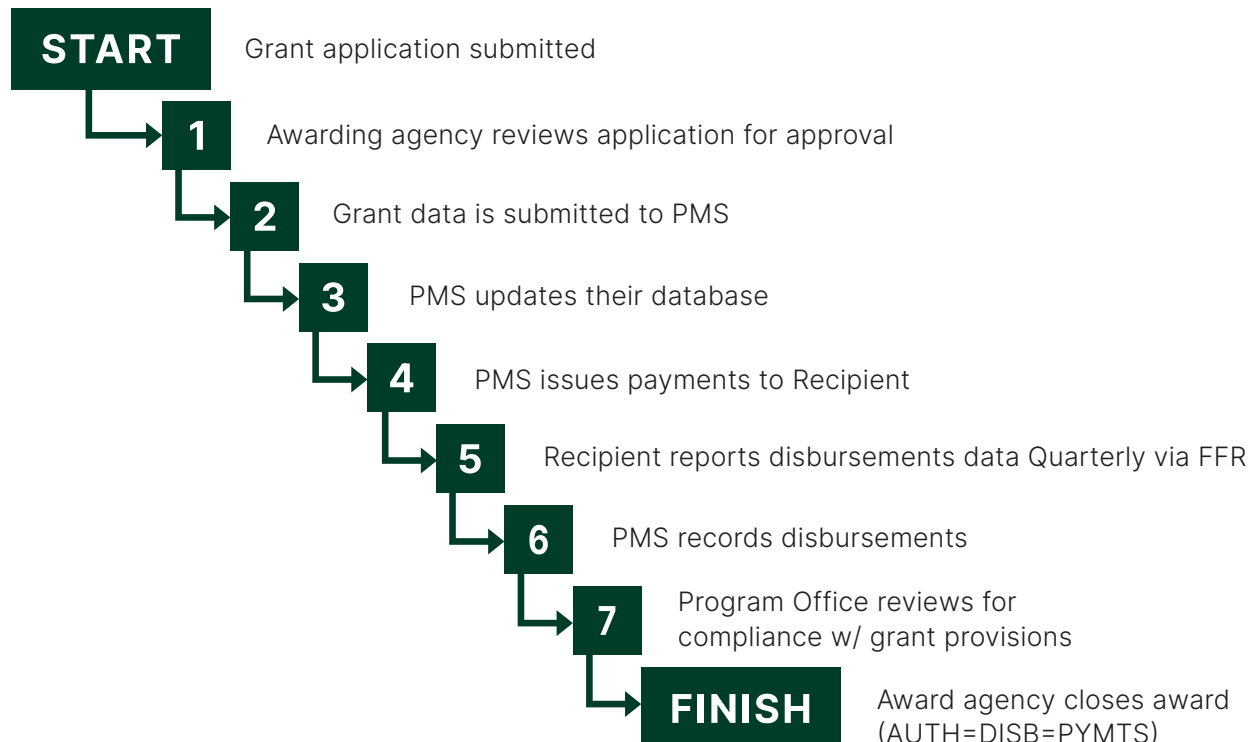 START
Grant application submitted
1
Awarding agency reviews application for approval
2
Grant data is submitted to PMS
3
PMS updates their database
4
PMS issues payments to Recipient
5
Recipient reports disbursements data Quarterly via FFR
6
PMS records disbursements
7
Program Office reviews for
compliance w/ grant provisions
FINISH
Award agency closes award
(AUTH=DISB=PYMTS)